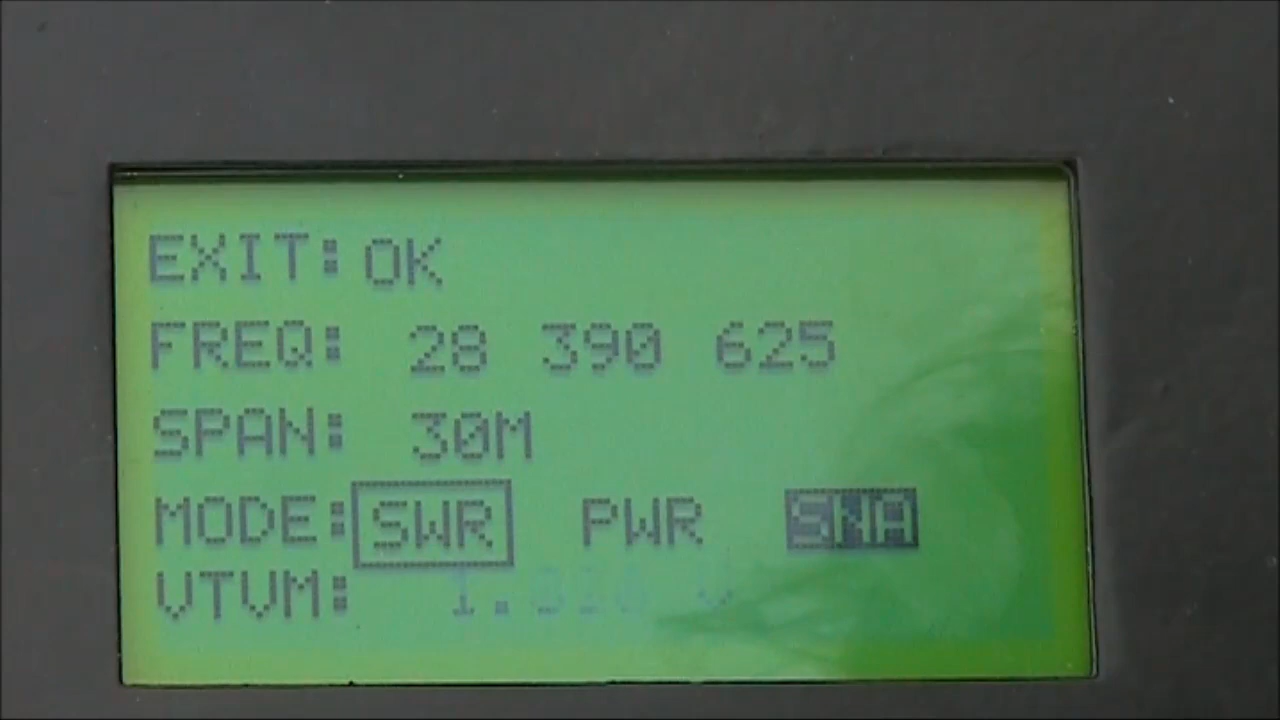 EXIT: OK
FREQ: 28 390 625
SPAN: 30M
MODE: SWR PWR SNA
VTVM: